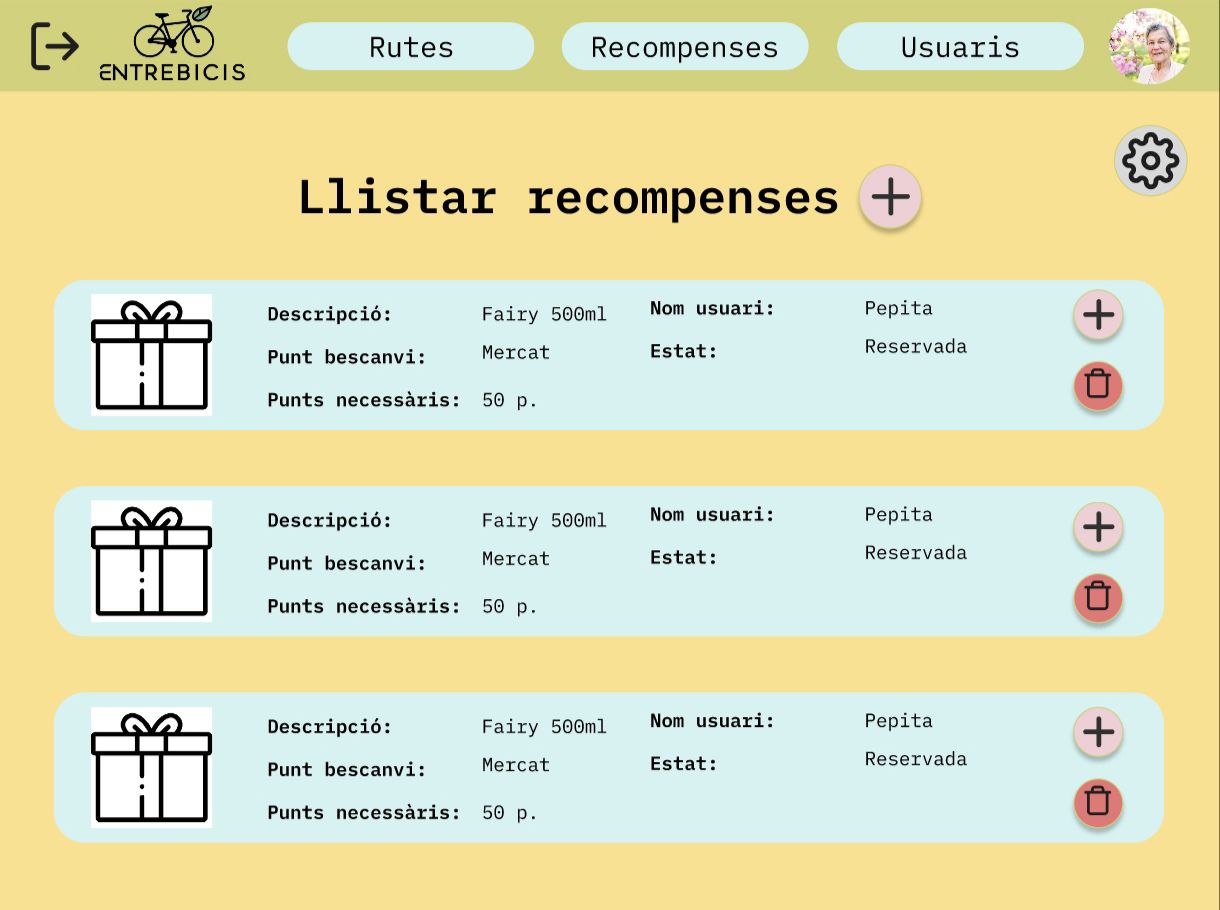 ENTREBICIS
Rutes
Recompenses
Usuaris
Llistar recompenses
Descripció: Fairy 500ml Nom usuari: Pepita
Punt bescanvi: Mercat Estat: Reservada
Punts necessàris: 50 p.
Descripció: Fairy 500ml Nom usuari: Pepita
Punt bescanvi: Mercat Estat: Reservada
Punts necessàris: 50 p.
Descripció: Fairy 500ml Nom usuari: Pepita
Punt bescanvi: Mercat Estat: Reservada
Punts necessàris: 50 p.